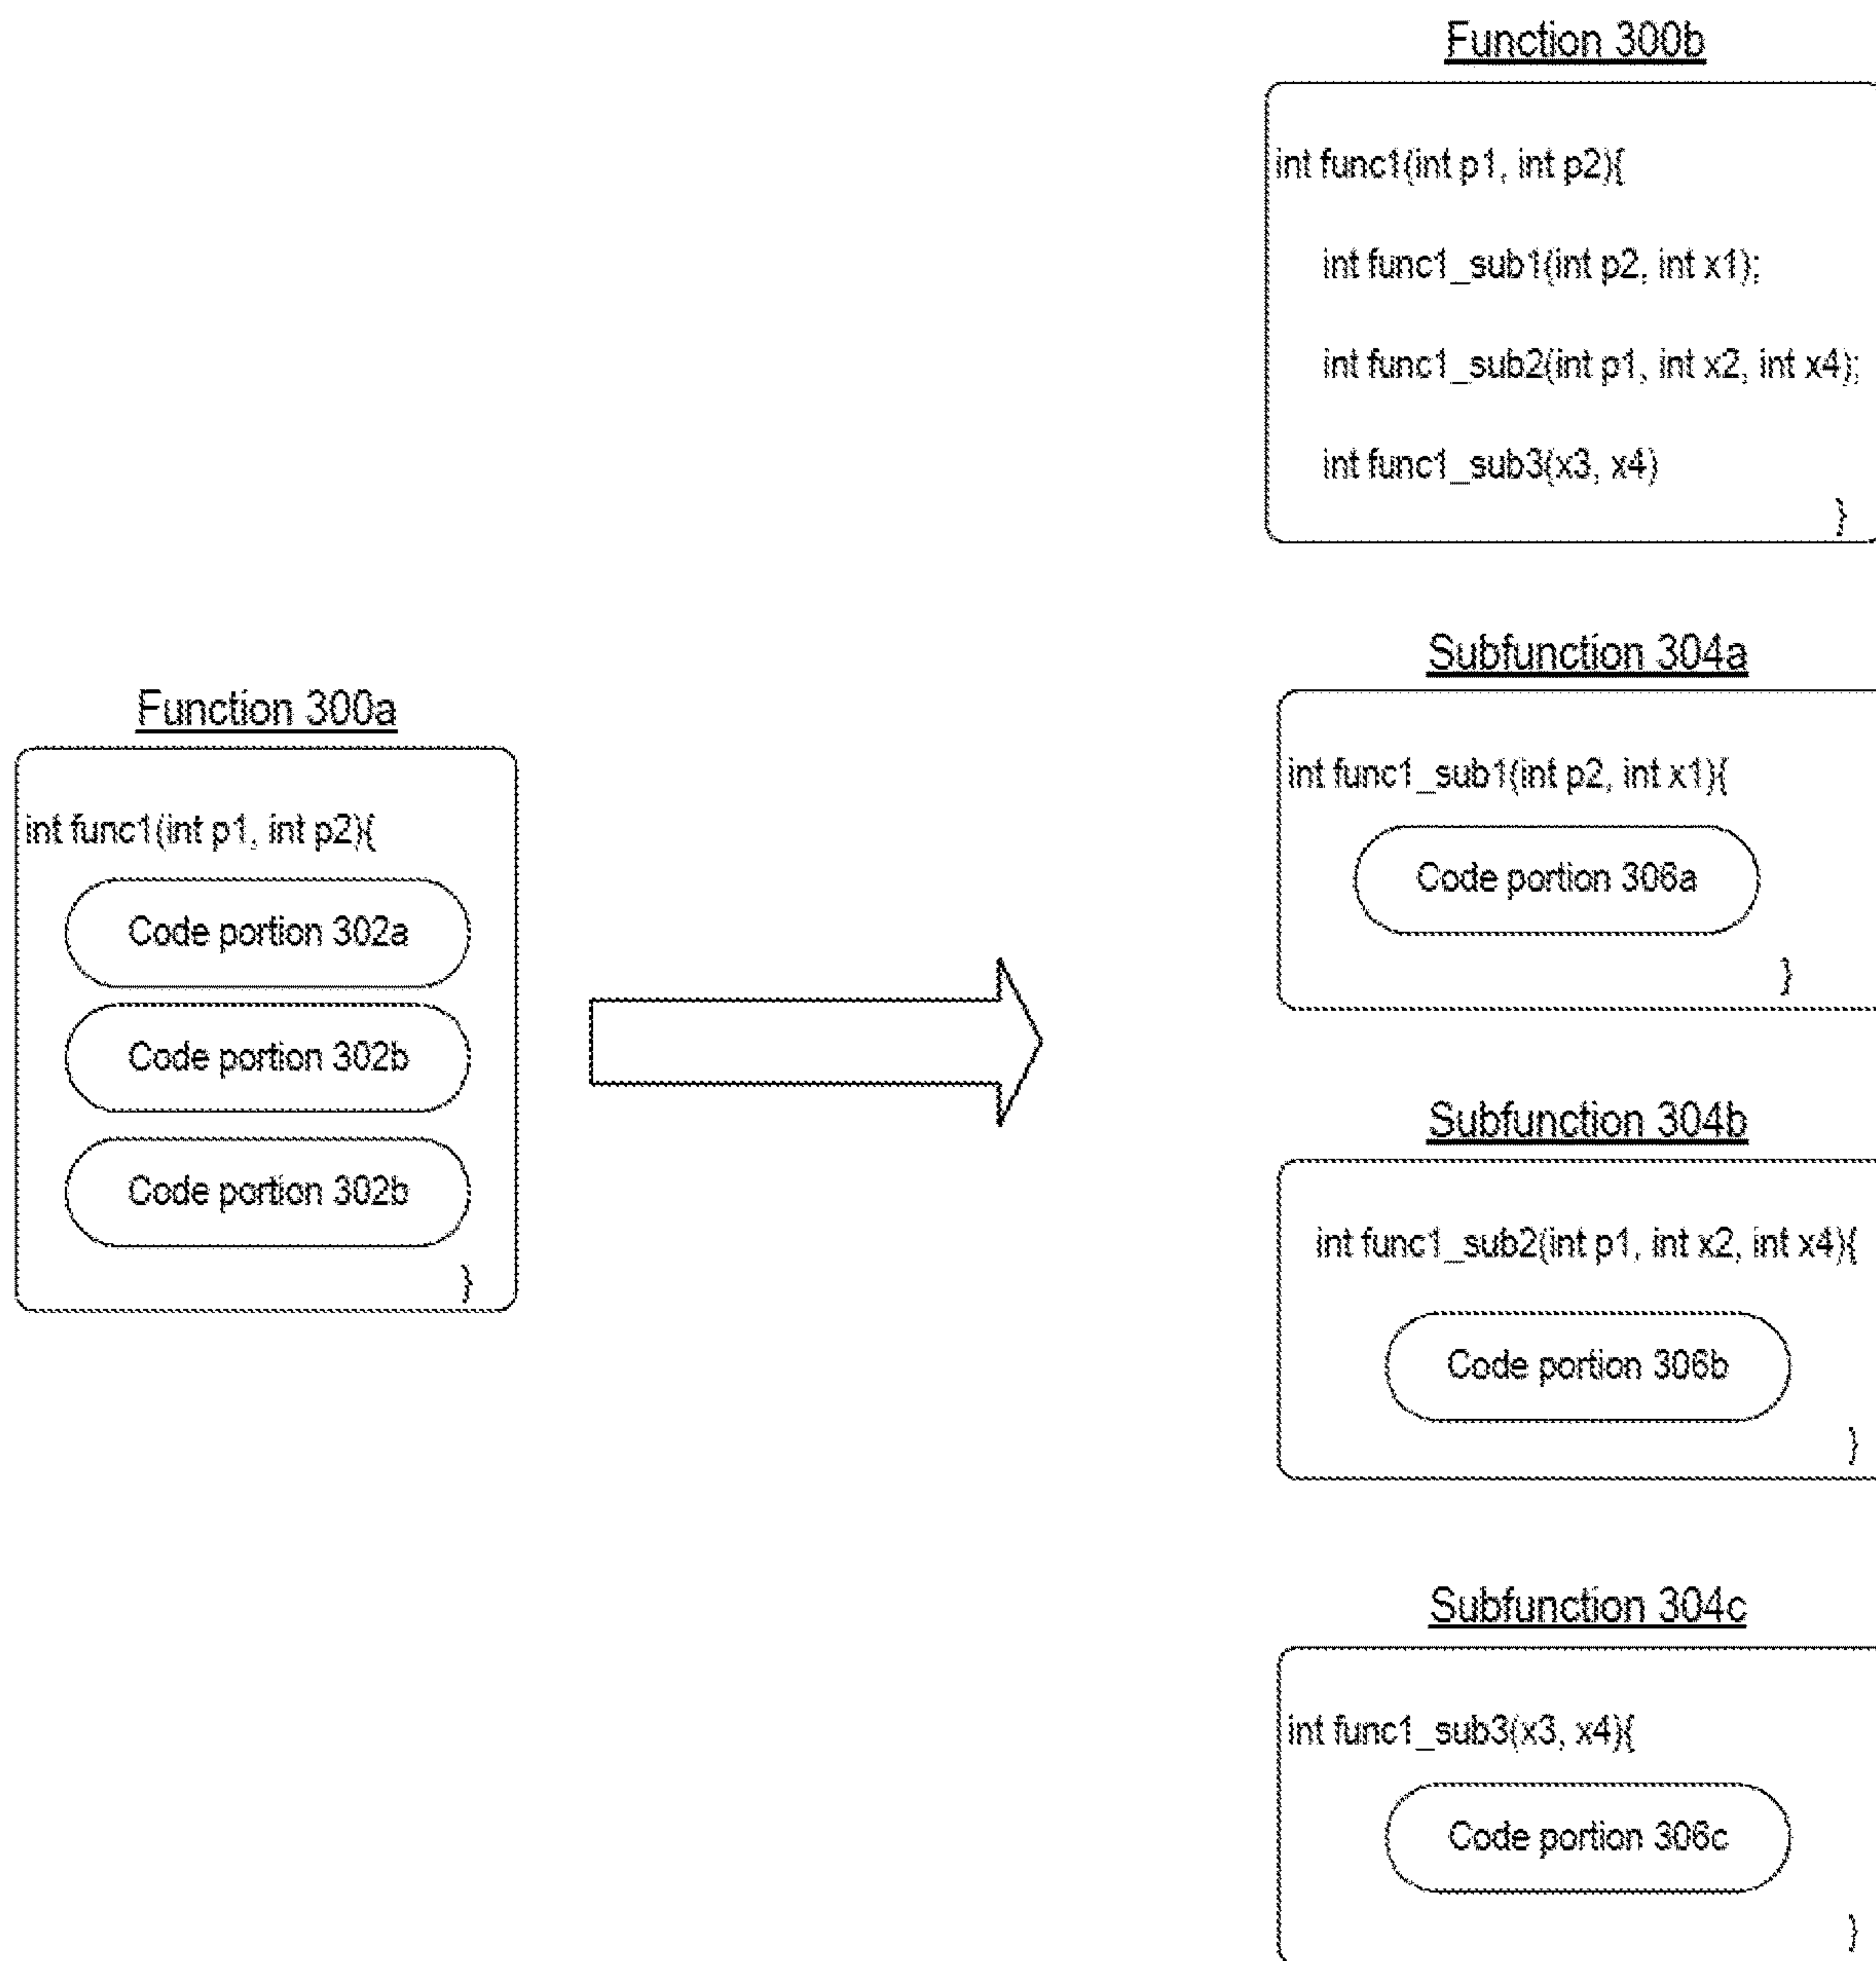 Function 300b
int func1(int p1, int p2){
int func1_sub1(int p2, int x1);
int func1_sub2(int p1, int x2, int x4);
int func1_sub3(x3, x4)
}
Function 300a
int func1(int p1, int p2){
Code portion 302a
Code portion 302b
Code portion 302b
}
Subfunction 304a
int func1_sub1(int p2, int x1){
Code portion 306a
}
Subfunction 304b
int func1_sub2(int p1, int x2, int x4){
Code portion 306b
}
Subfunction 304c
int func1_sub3(x3, x4){
Code portion 306c
}